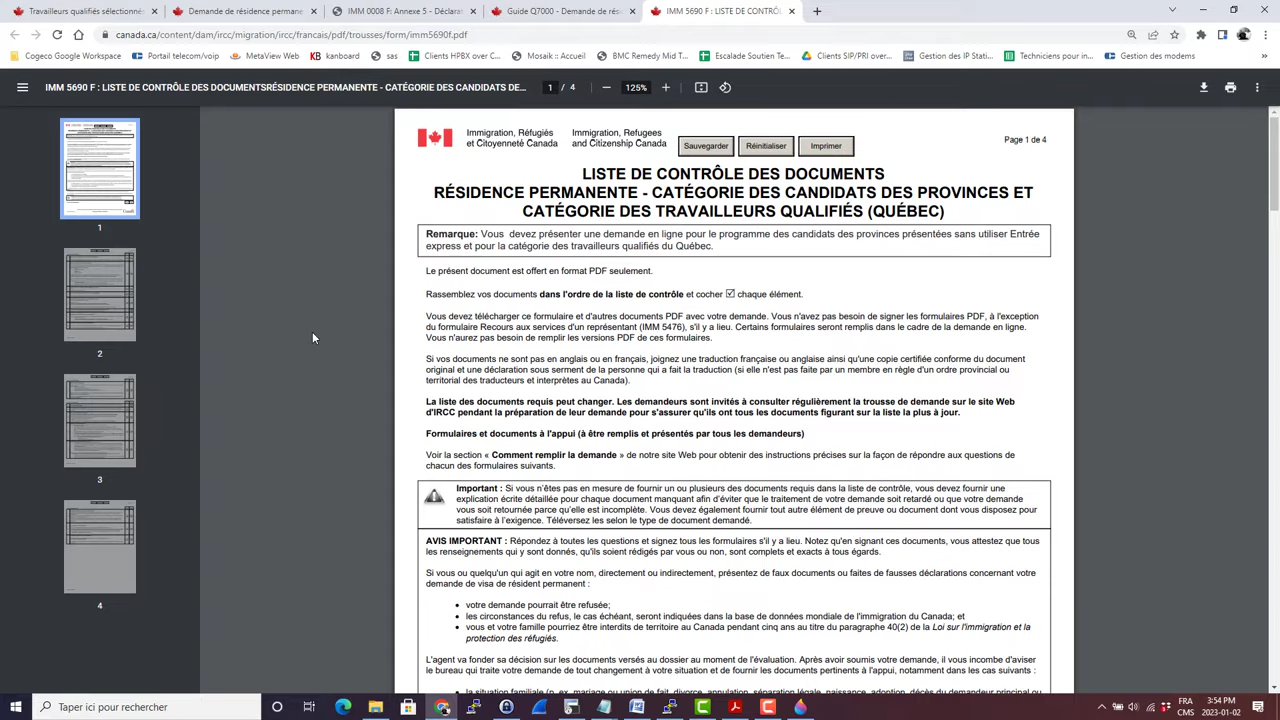 Travailleurs qualifiés sélectionné
Demande de résidence permanen
IMM 0008 F: Annexe 5 - Déclara
Guide Q7000 - Demande de rés
IMM 5690 F : LISTE DE CONTRÔL
canada.ca/content/dam/ircc/migration/ircc/francais/pdf/trousses/form/imm5690f.pdf
Cogeco Google Workspace
Portail telecom/voip
MetaView Web
KB kanboard
sas
Clients HPBX over C...
Mosaik :: Accueil
BMC Remedy Mid T...
Escalade Soutien Te...
Clients SIP/PRI over...
Gestion des IP Stati...
Techniciens pour in...
Gestion des modems
IMM 5690 F : LISTE DE CONTRÔLE DES DOCUMENTSRÉSIDENCE PERMANENTE - CATÉGORIE DES CANDIDATS DE...
1 / 4
125%
1
2
3
4
Immigration, Réfugiés
et Citoyenneté Canada
Immigration, Refugees
and Citizenship Canada
Sauvegarder
Réinitialiser
Imprimer
Page 1 de 4
LISTE DE CONTRÔLE DES DOCUMENTS
RÉSIDENCE PERMANENTE - CATÉGORIE DES CANDIDATS DES PROVINCES ET
CATÉGORIE DES TRAVAILLEURS QUALIFIÉS (QUÉBEC)
Remarque: Vous devez présenter une demande en ligne pour le programme des candidats des provinces présentées sans utiliser Entrée
express et pour la catégorie des travailleurs qualifiés du Québec.
Le présent document est offert en format PDF seulement.
Rassemblez vos documents dans l'ordre de la liste de contrôle et cocher ☑ chaque élément.
Vous devez télécharger ce formulaire et d'autres documents PDF avec votre demande. Vous n'avez pas besoin de signer les formulaires PDF, à l'exception
du formulaire Recours aux services d'un représentant (IMM 5476), s'il y a lieu. Certains formulaires seront remplis dans le cadre de la demande en ligne.
Vous n'aurez pas besoin de remplir les versions PDF de ces formulaires.
Si vos documents ne sont pas en anglais ou en français, joignez une traduction française ou anglaise ainsi qu'une copie certifiée conforme du document
original et une déclaration sous serment de la personne qui a fait la traduction (si elle n'est pas faite par un membre en règle d'un ordre provincial ou
territorial des traducteurs et interprètes au Canada).
La liste des documents requis peut changer. Les demandeurs sont invités à consulter régulièrement la trousse de demande sur le site Web
d'IRCC pendant la préparation de leur demande pour s'assurer qu'ils ont tous les documents figurant sur la liste la plus à jour.
Formulaires et documents à l'appui (à être remplis et présentés par tous les demandeurs)
Voir la section « Comment remplir la demande » de notre site Web pour obtenir des instructions précises sur la façon de répondre aux questions de
chacun des formulaires suivants.
Important : Si vous n'êtes pas en mesure de fournir un ou plusieurs des documents requis dans la liste de contrôle, vous devez fournir une
explication écrite détaillée pour chaque document manquant afin d'éviter que le traitement de votre demande soit retardé ou que votre demande
vous soit retournée parce qu'elle est incomplète. Vous devez également fournir tout autre élément de preuve ou document dont vous disposez pour
satisfaire à l'exigence. Téléversez les selon le type de document demandé.
AVIS IMPORTANT : Répondez à toutes les questions et signez tous les formulaires s'il y a lieu. Notez qu'en signant ces documents, vous attestez que tous
les renseignements qui y sont donnés, qu'ils soient rédigés par vous ou non, sont complets et exacts à tous égards.
Si vous ou quelqu'un qui agit en votre nom, directement ou indirectement, présentez de faux documents ou faites de fausses déclarations concernant votre
demande de visa de résident permanent :
• votre demande pourrait être refusée;
• les circonstances du refus, le cas échéant, seront indiquées dans la base de données mondiale de l'immigration du Canada; et
• vous et votre famille pourriez être interdits de territoire au Canada pendant cinq ans au titre du paragraphe 40(2) de la Loi sur l'immigration et la
protection des réfugiés.
L'agent va fonder sa décision sur les documents versés au dossier au moment de l'évaluation. Après avoir soumis votre demande, il vous incombe d'aviser
le bureau qui traite votre demande de tout changement à votre situation et de fournir les documents pertinents à l'appui, notamment dans les cas suivants :
• la situation familiale (p. ex. mariage ou union de fait, divorce, annulation, séparation légale, naissance, adoption, décès du demandeur principal ou
Taper ici pour rechercher
FRA
CMS
3:54 PM
2023-01-02